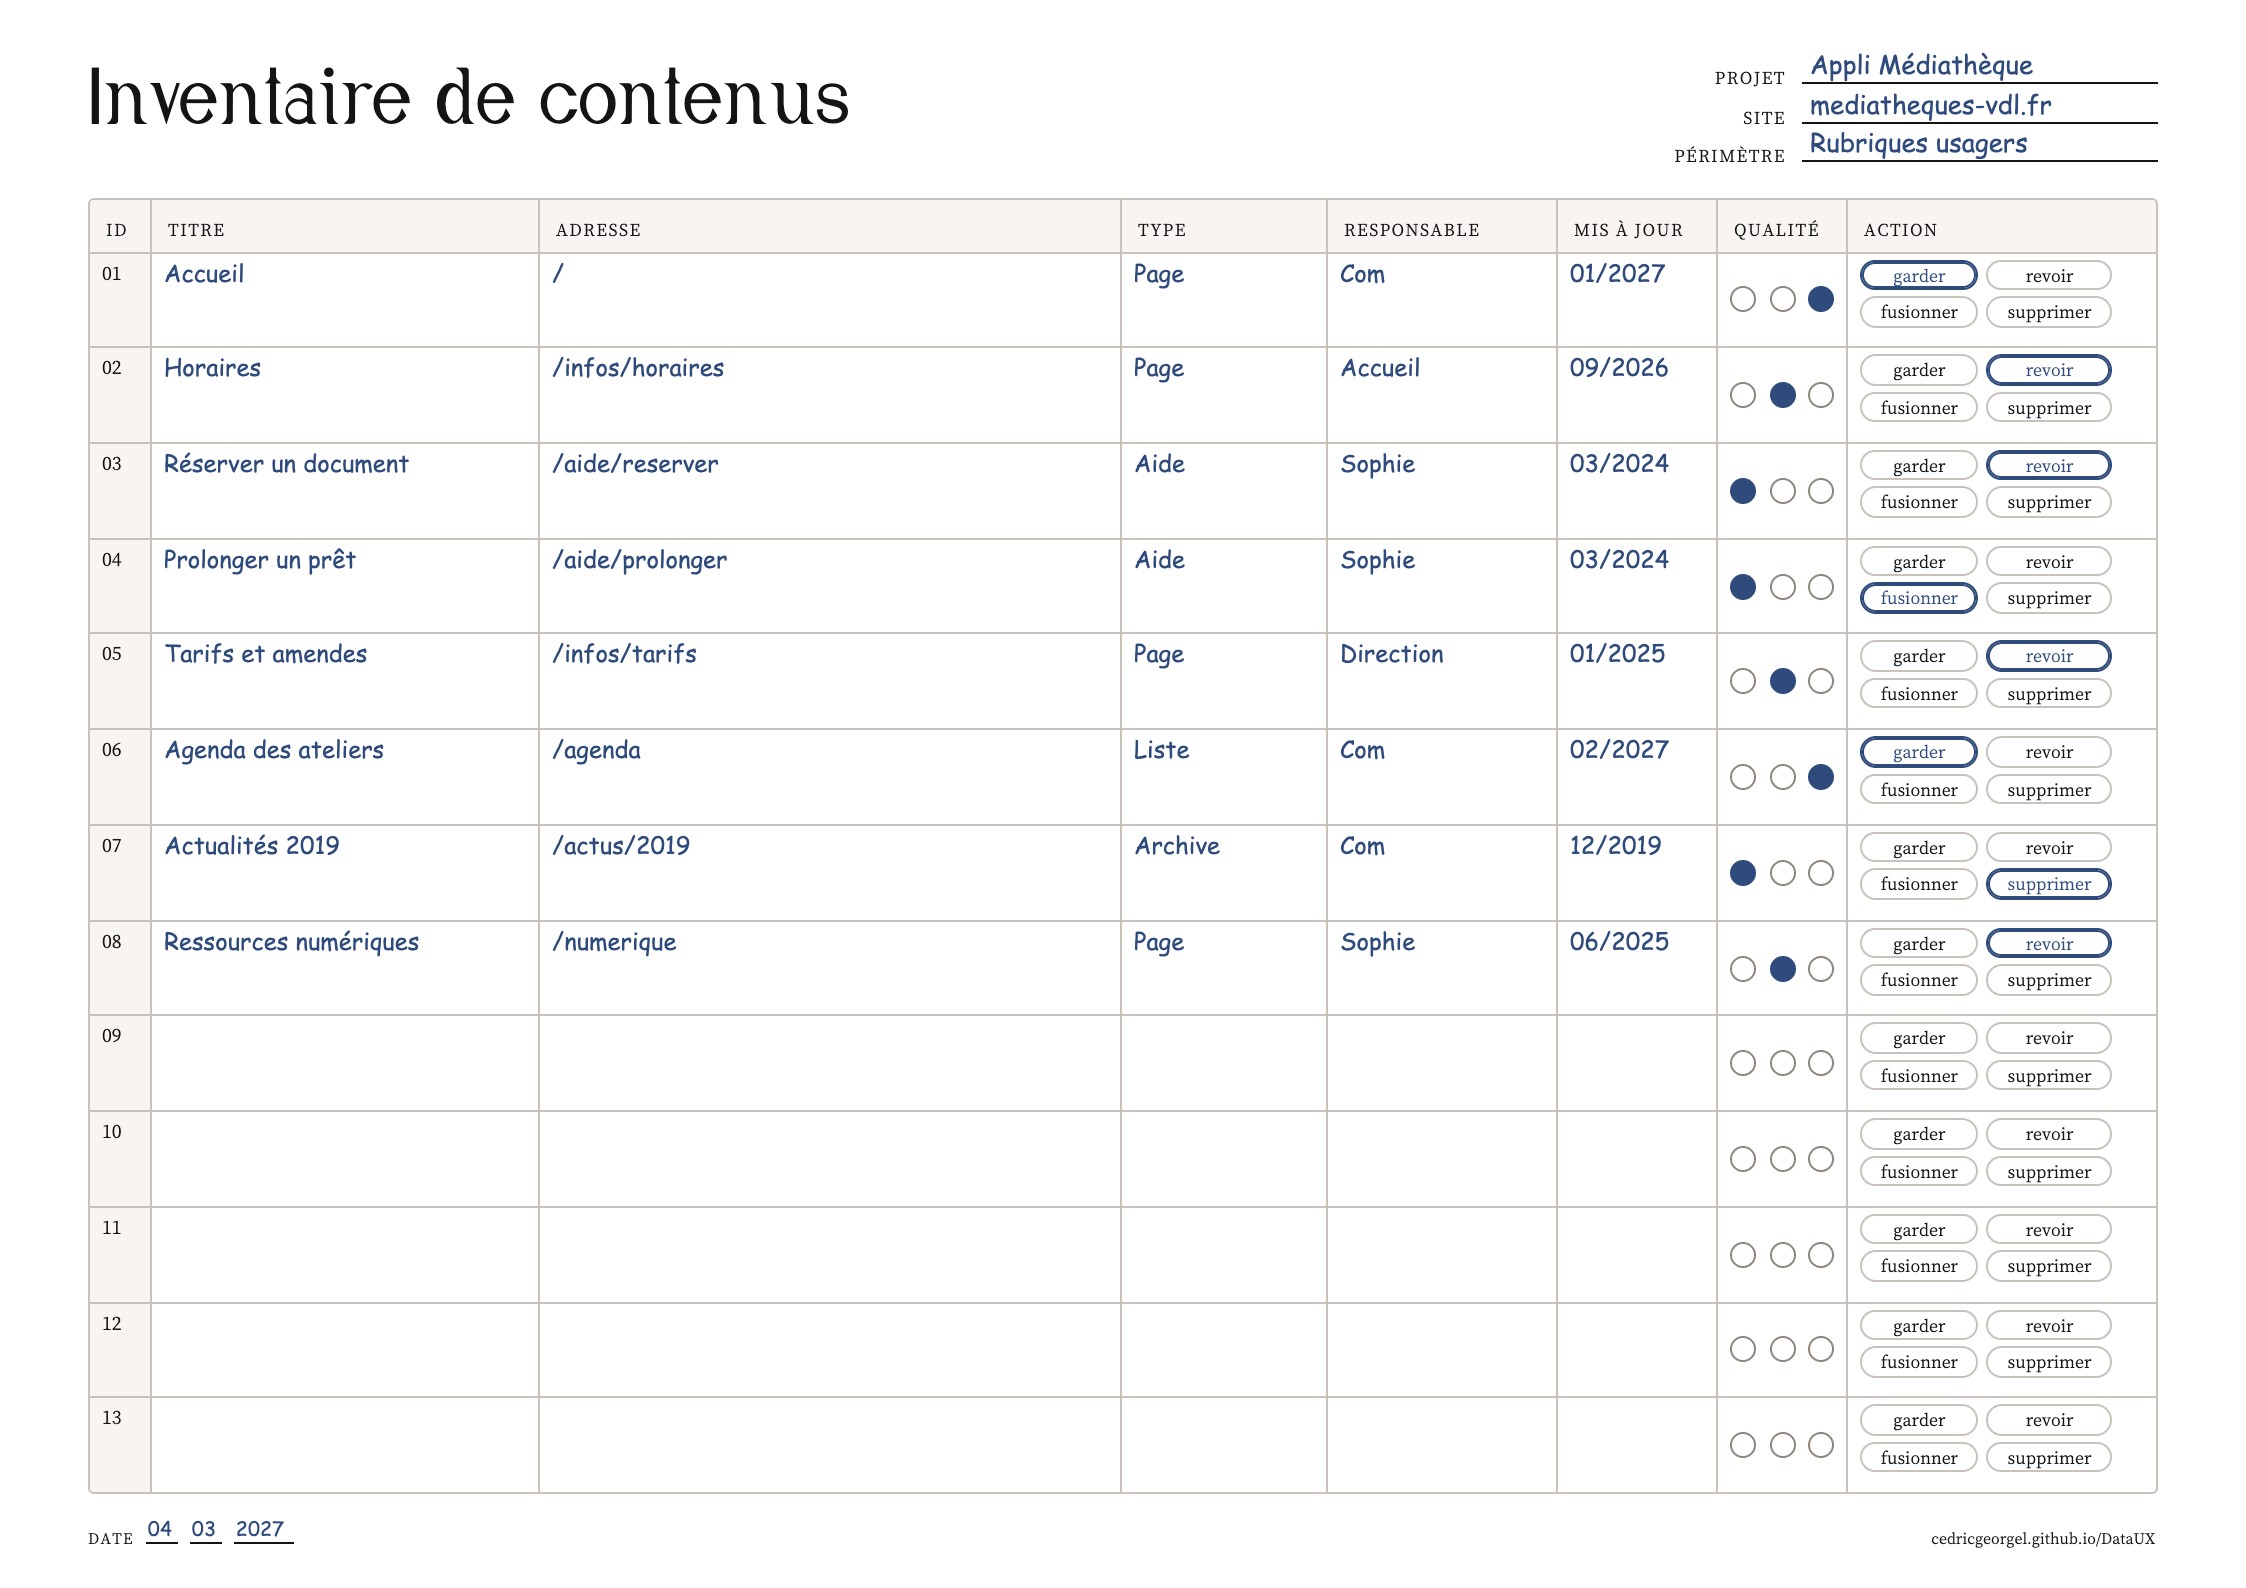 Inventaire de contenus
PROJET Appli Médiathèque
SITE mediatheques-vdl.fr
PÉRIMÈTRE Rubriques usagers
ID TITRE ADRESSE TYPE RESPONSABLE MIS À JOUR QUALITÉ ACTION
01 Accueil / Page Com 01/2027 garder revoir
fusionner supprimer
02 Horaires /infos/horaires Page Accueil 09/2026 garder revoir
fusionner supprimer
03 Réserver un document /aide/reserver Aide Sophie 03/2024 garder revoir
fusionner supprimer
04 Prolonger un prêt /aide/prolonger Aide Sophie 03/2024 garder revoir
fusionner supprimer
05 Tarifs et amendes /infos/tarifs Page Direction 01/2025 garder revoir
fusionner supprimer
06 Agenda des ateliers /agenda Liste Com 02/2027 garder revoir
fusionner supprimer
07 Actualités 2019 /actus/2019 Archive Com 12/2019 garder revoir
fusionner supprimer
08 Ressources numériques /numerique Page Sophie 06/2025 garder revoir
fusionner supprimer
09 garder revoir
fusionner supprimer
10 garder revoir
fusionner supprimer
11 garder revoir
fusionner supprimer
12 garder revoir
fusionner supprimer
13 garder revoir
fusionner supprimer
DATE 04 03 2027 cedricgeorgel.github.io/DataUX